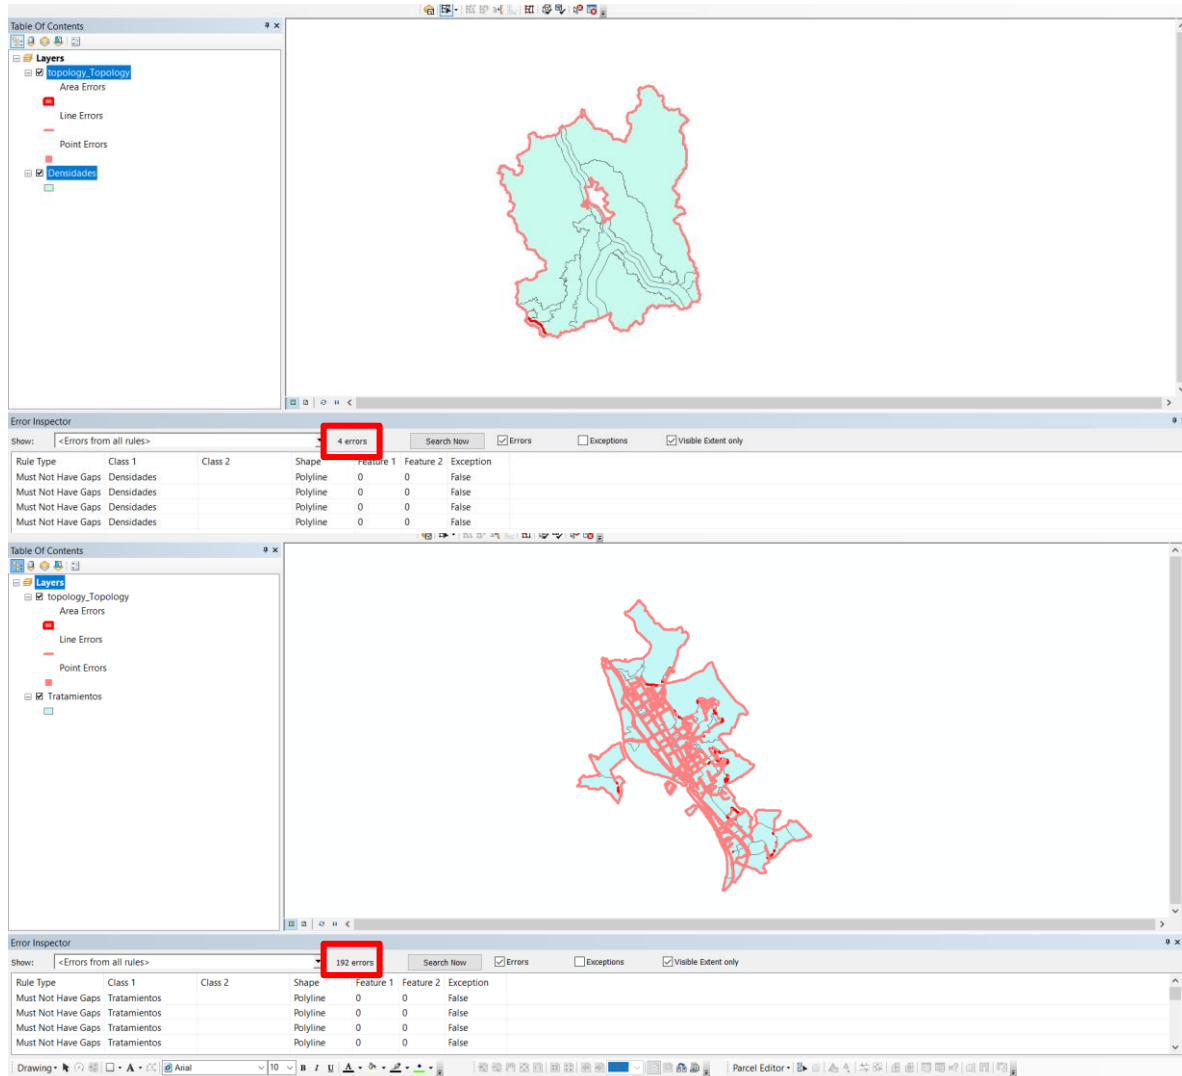 Table Of Contents
Layers
topology_Topology
Area Errors
Line Errors
Point Errors
Densidades
Error Inspector
Show: <Errors from all rules> 4 errors Search Now Errors Exceptions Visible Extent only
Rule Type Class 1 Class 2 Shape Feature 1 Feature 2 Exception
Must Not Have Gaps Densidades Polyline 0 0 False
Must Not Have Gaps Densidades Polyline 0 0 False
Must Not Have Gaps Densidades Polyline 0 0 False
Must Not Have Gaps Densidades Polyline 0 0 False
Table Of Contents
Layers
topology_Topology
Area Errors
Line Errors
Point Errors
Tratamientos
Error Inspector
Show: <Errors from all rules> 192 errors Search Now Errors Exceptions Visible Extent only
Rule Type Class 1 Class 2 Shape Feature 1 Feature 2 Exception
Must Not Have Gaps Tratamientos Polyline 0 0 False
Must Not Have Gaps Tratamientos Polyline 0 0 False
Must Not Have Gaps Tratamientos Polyline 0 0 False
Must Not Have Gaps Tratamientos Polyline 0 0 False
Drawing A Arial 10 B I U A Parcel Editor